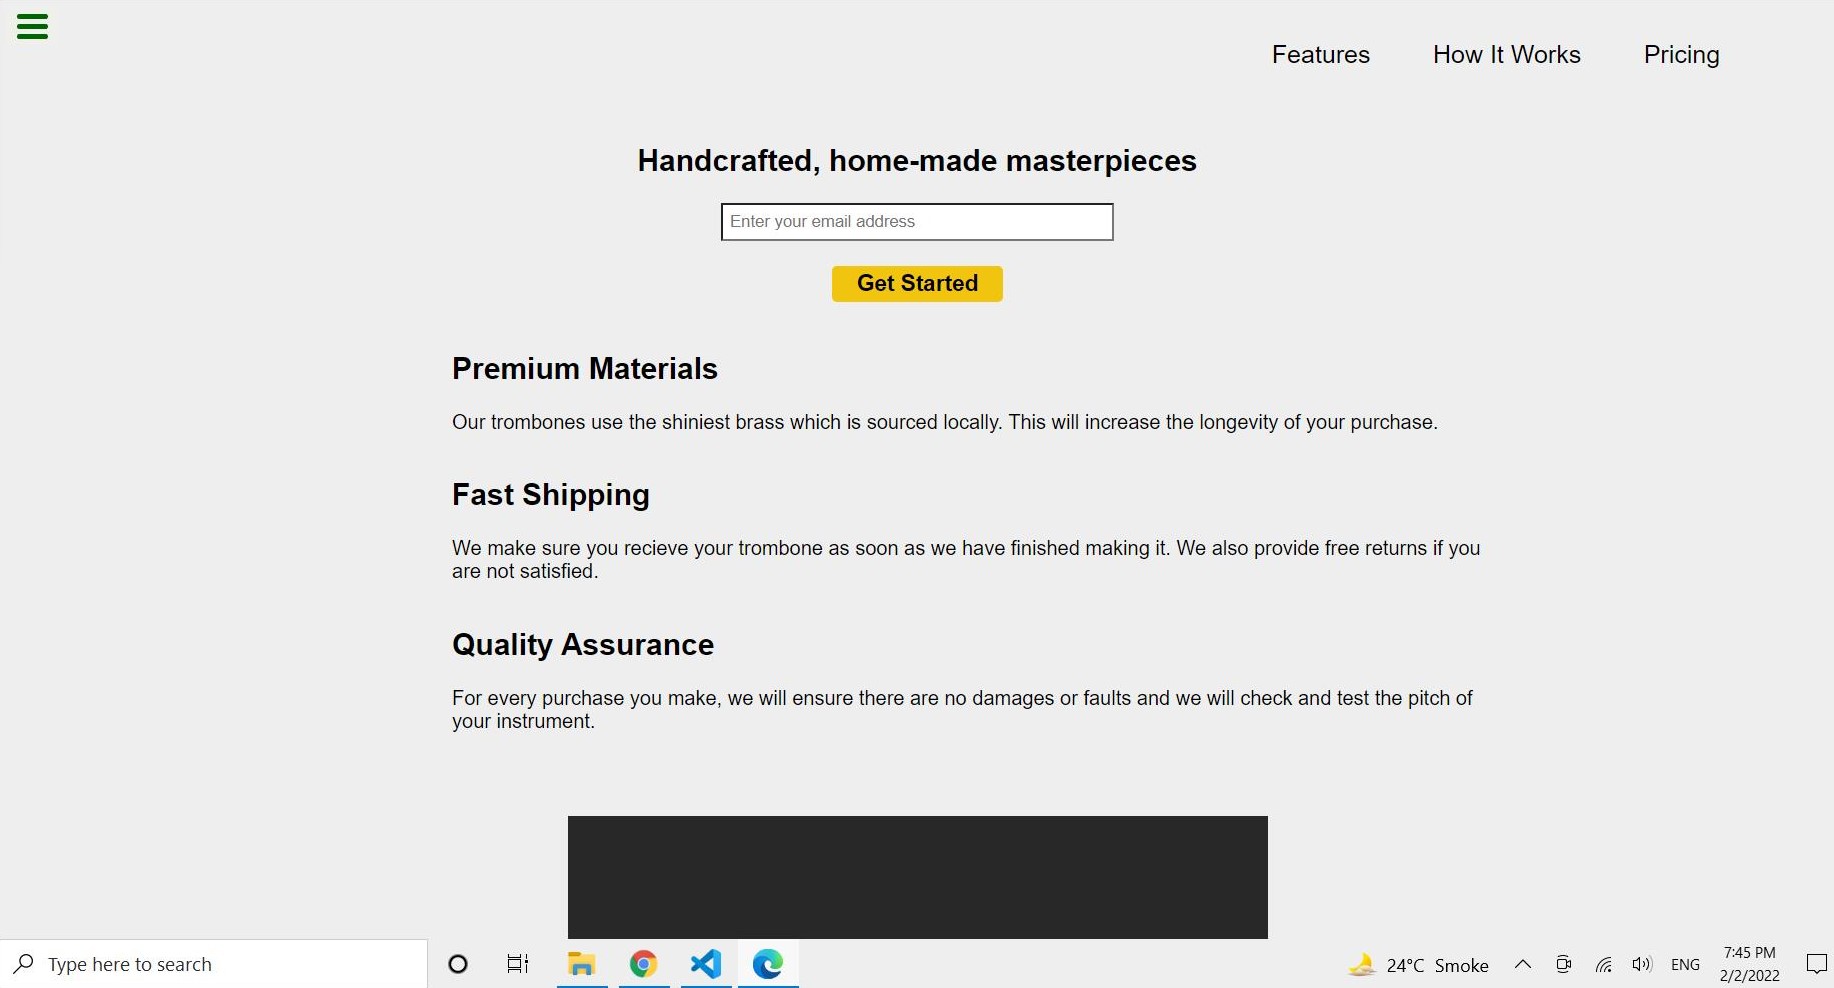 Features How It Works Pricing
Handcrafted, home-made masterpieces
Enter your email address
Get Started
Premium Materials
Our trombones use the shiniest brass which is sourced locally. This will increase the longevity of your purchase.
Fast Shipping
We make sure you recieve your trombone as soon as we have finished making it. We also provide free returns if you
are not satisfied.
Quality Assurance
For every purchase you make, we will ensure there are no damages or faults and we will check and test the pitch of
your instrument.
Type here to search
24°C Smoke
ENG
7:45 PM
2/2/2022